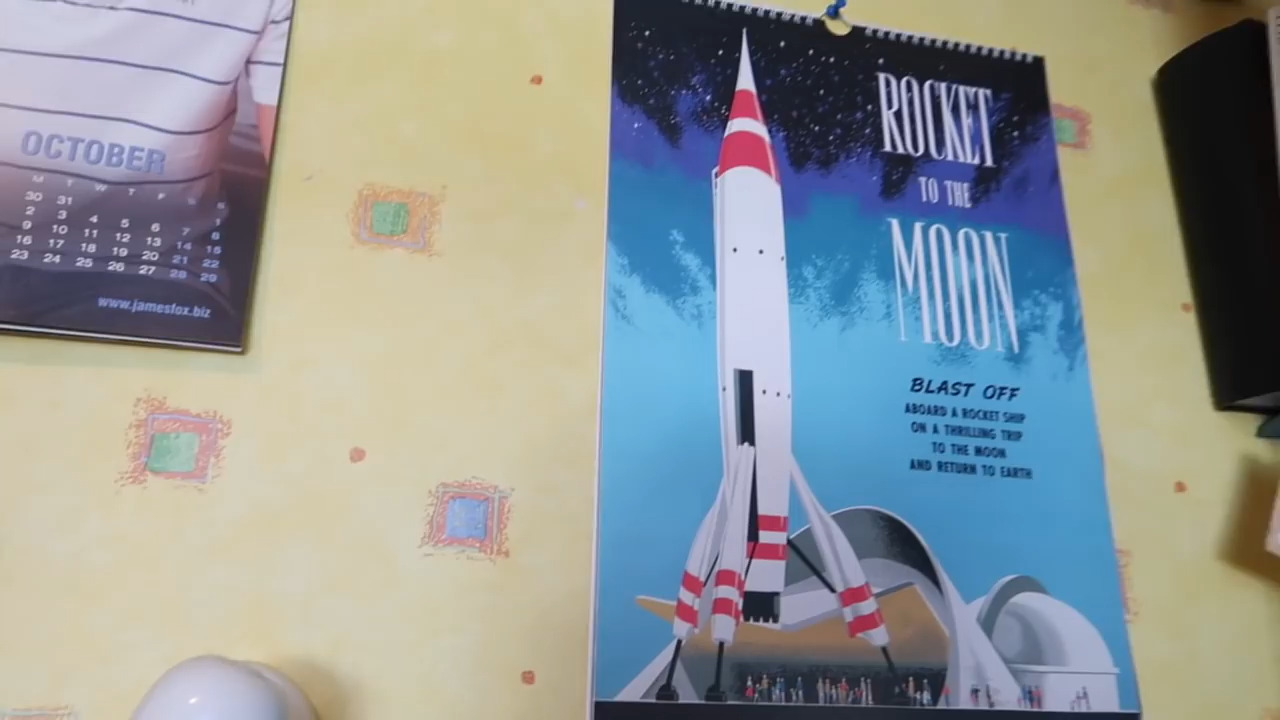 OCTOBER
M T W T F S S
30 31 1
2 3 4 5 6 7 8
9 10 11 12 13 14 15
16 17 18 19 20 21 22
23 24 25 26 27 28 29
www.jamesfox.biz
ROCKET
TO THE
MOON
BLAST OFF
ABOARD A ROCKET SHIP
ON A THRILLING TRIP
TO THE MOON
AND RETURN TO EARTH